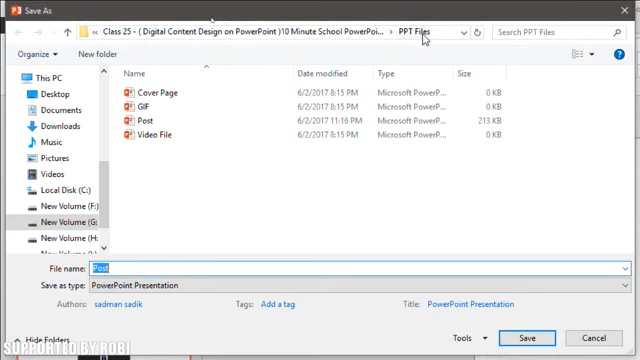 Save As
« Class 25 - ( Digital Content Design on PowerPoint )10 Minute School PowerPoi... › PPT Files
Search PPT Files
Organize
New folder
Name Date modified Type Size
This PC
Desktop
Documents
Downloads
Music
Pictures
Videos
Local Disk (C:)
New Volume (F:)
New Volume (G:
New Volume (H:
Cover Page 6/2/2017 8:15 PM Microsoft PowerP... 0 KB
GIF 6/2/2017 8:15 PM Microsoft PowerP... 0 KB
Post 6/2/2017 11:16 PM Microsoft PowerP... 213 KB
Video File 6/2/2017 8:15 PM Microsoft PowerP... 0 KB
File name: Post
Save as type: PowerPoint Presentation
Authors: sadman sadik Tags: Add a tag Title: PowerPoint Presentation
Hide Folders
Tools Save Cancel
SUPPORTED BY ROBI